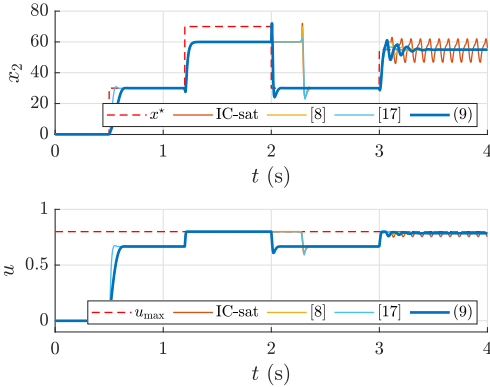 80
60
40
20
0
x₂
x⋆ IC-sat [8] [17] (9)
0 1 2 3 4
t (s)
1
0.5
0
u
u_max IC-sat [8] [17] (9)
0 1 2 3 4
t (s)